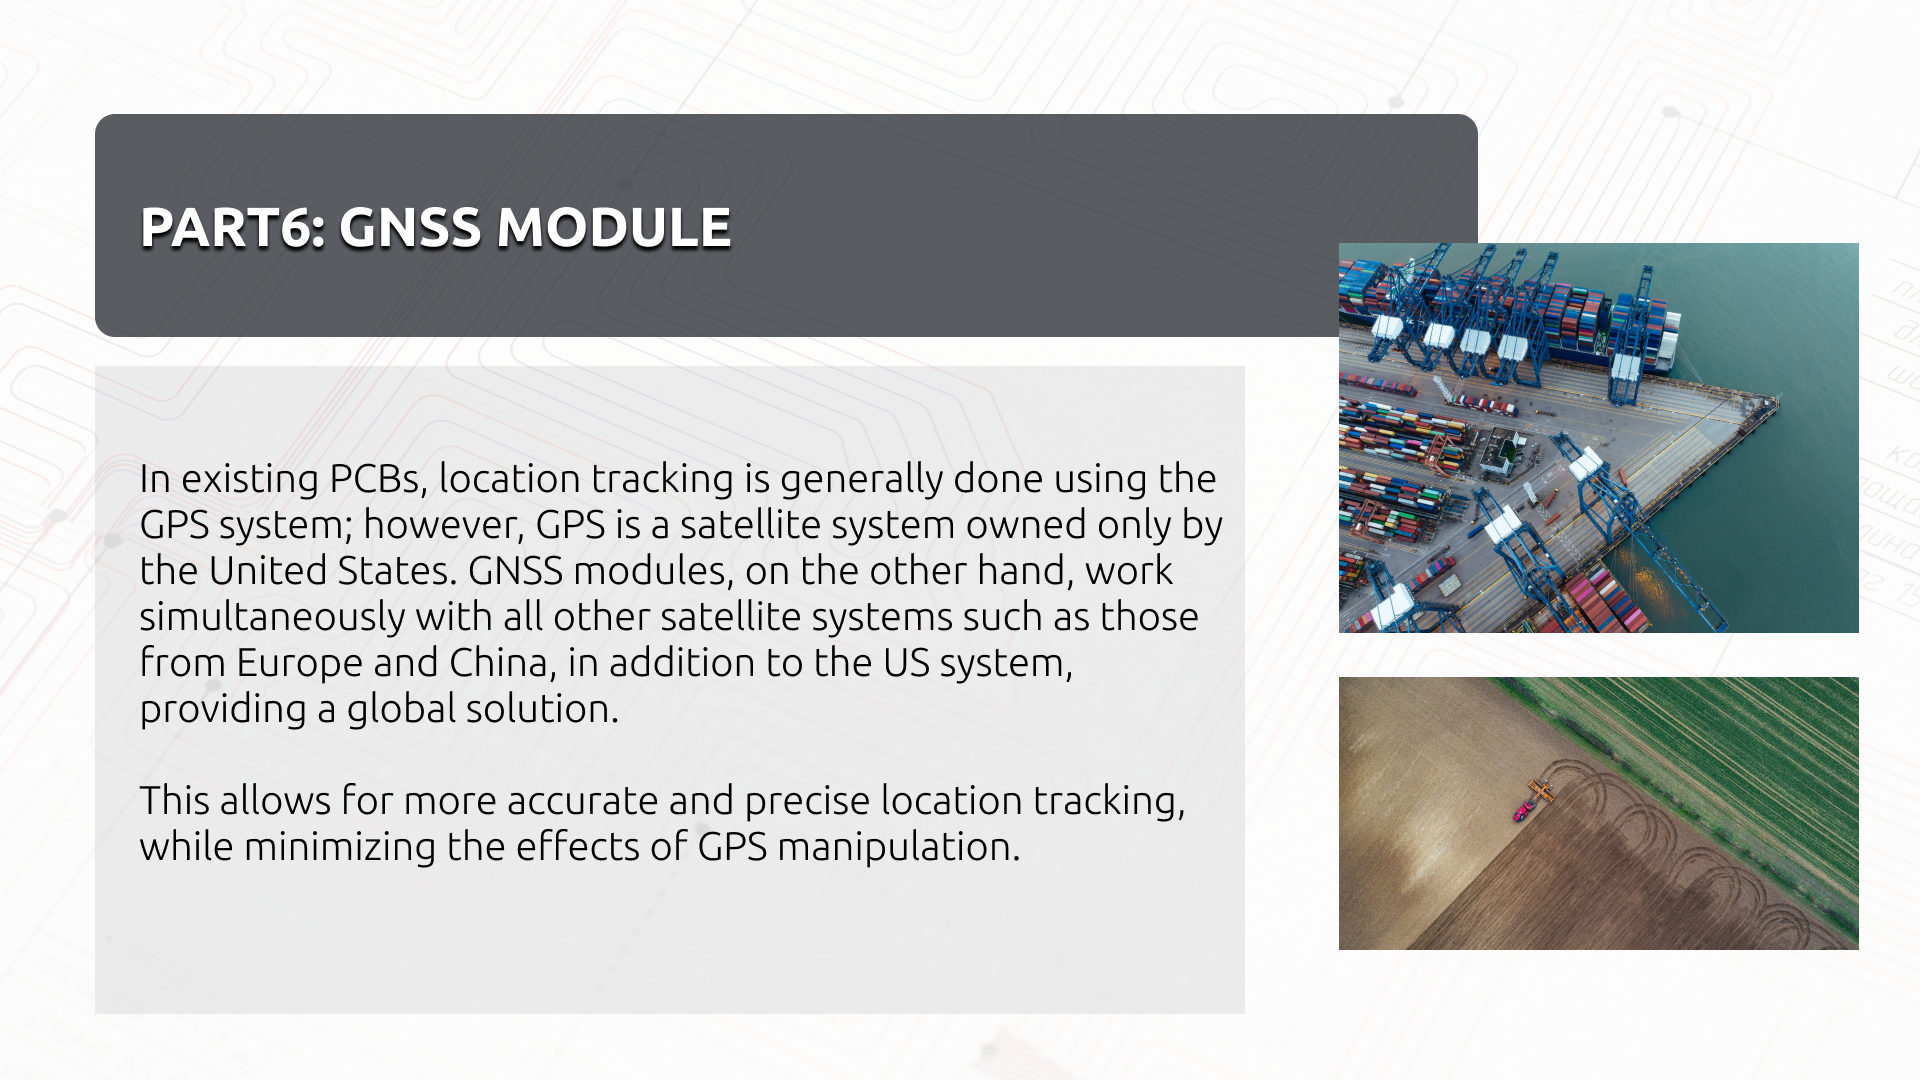 PART6: GNSS MODULE
In existing PCBs, location tracking is generally done using the
GPS system; however, GPS is a satellite system owned only by
the United States. GNSS modules, on the other hand, work
simultaneously with all other satellite systems such as those
from Europe and China, in addition to the US system,
providing a global solution.
This allows for more accurate and precise location tracking,
while minimizing the effects of GPS manipulation.